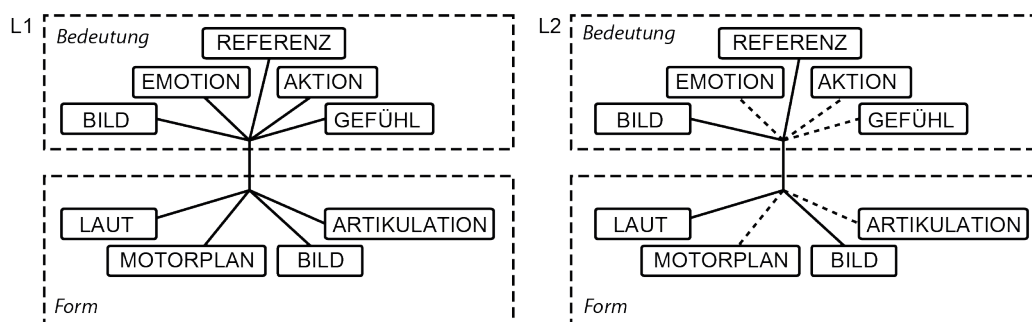 L1
Bedeutung
REFERENZ
EMOTION
AKTION
BILD
GEFÜHL
LAUT
ARTIKULATION
MOTORPLAN
BILD
Form
L2
Bedeutung
REFERENZ
EMOTION
AKTION
BILD
GEFÜHL
LAUT
ARTIKULATION
MOTORPLAN
BILD
Form